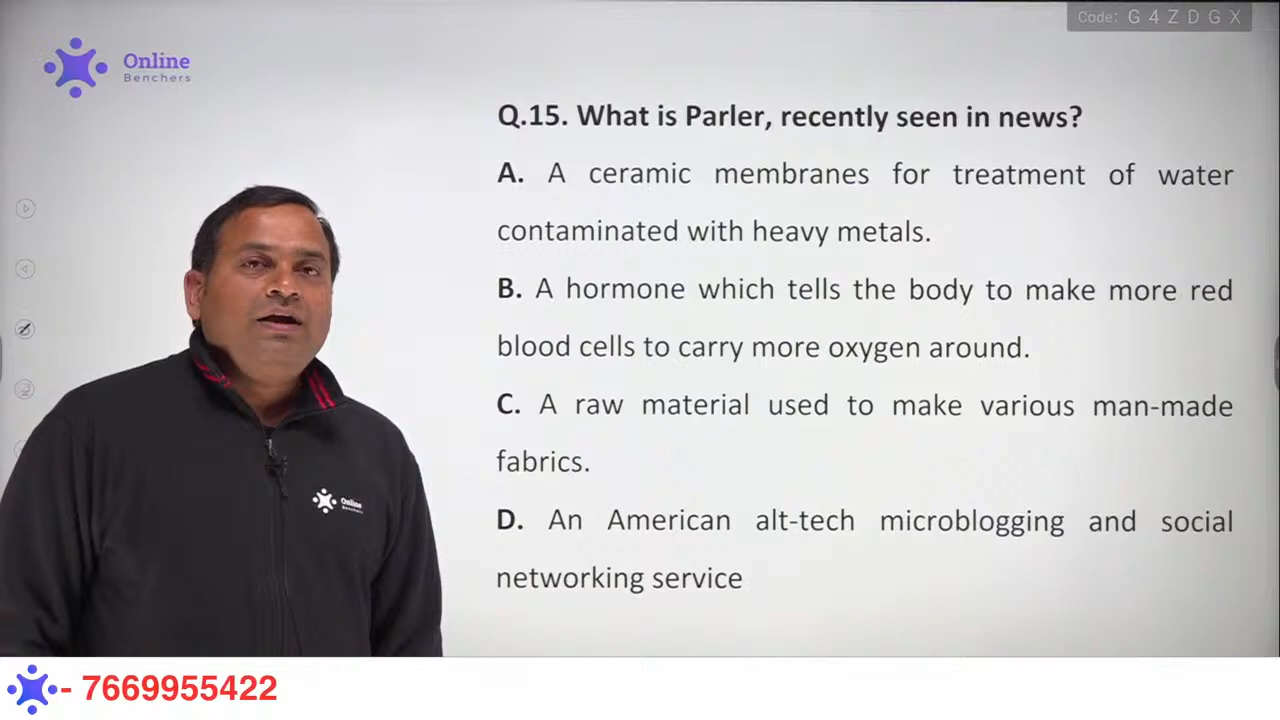 Code: G4ZDGX
Online
Benchers
Q.15. What is Parler, recently seen in news?
A. A ceramic membranes for treatment of water
contaminated with heavy metals.
B. A hormone which tells the body to make more red
blood cells to carry more oxygen around.
C. A raw material used to make various man-made
fabrics.
D. An American alt-tech microblogging and social
networking service
Online
Benchers
- 7669955422